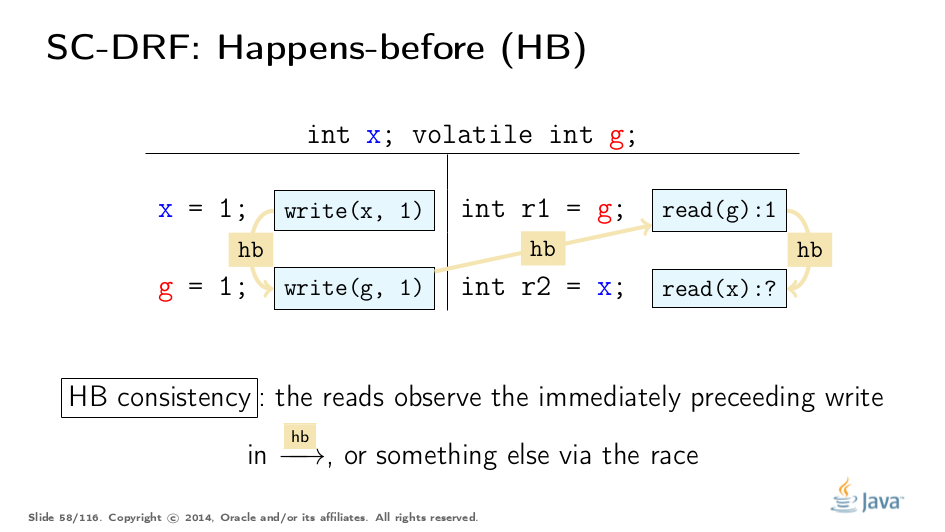 SC-DRF: Happens-before (HB)
int x; volatile int g;
x = 1; write(x, 1) int r1 = g; read(g):1
hb hb hb
g = 1; write(g, 1) int r2 = x; read(x):?
HB consistency: the reads observe the immediately preceeding write
hb
in ⟶, or something else via the race
Java™
Slide 58/116. Copyright © 2014, Oracle and/or its affiliates. All rights reserved.